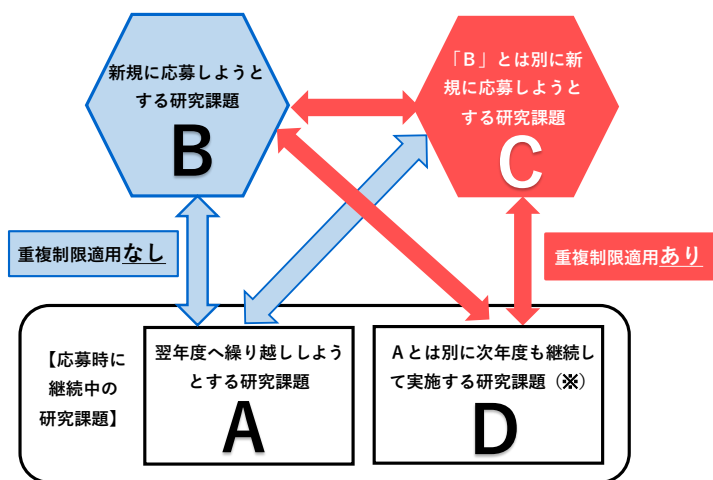 新規に応募しようと
する研究課題
B
「B」とは別に新
規に応募しようと
する研究課題
C
重複制限適用なし
重複制限適用あり
【応募時に
継続中の
研究課題】
翌年度へ繰り越ししよう
とする研究課題
A
Aとは別に次年度も継続し
て実施する研究課題（※）
D